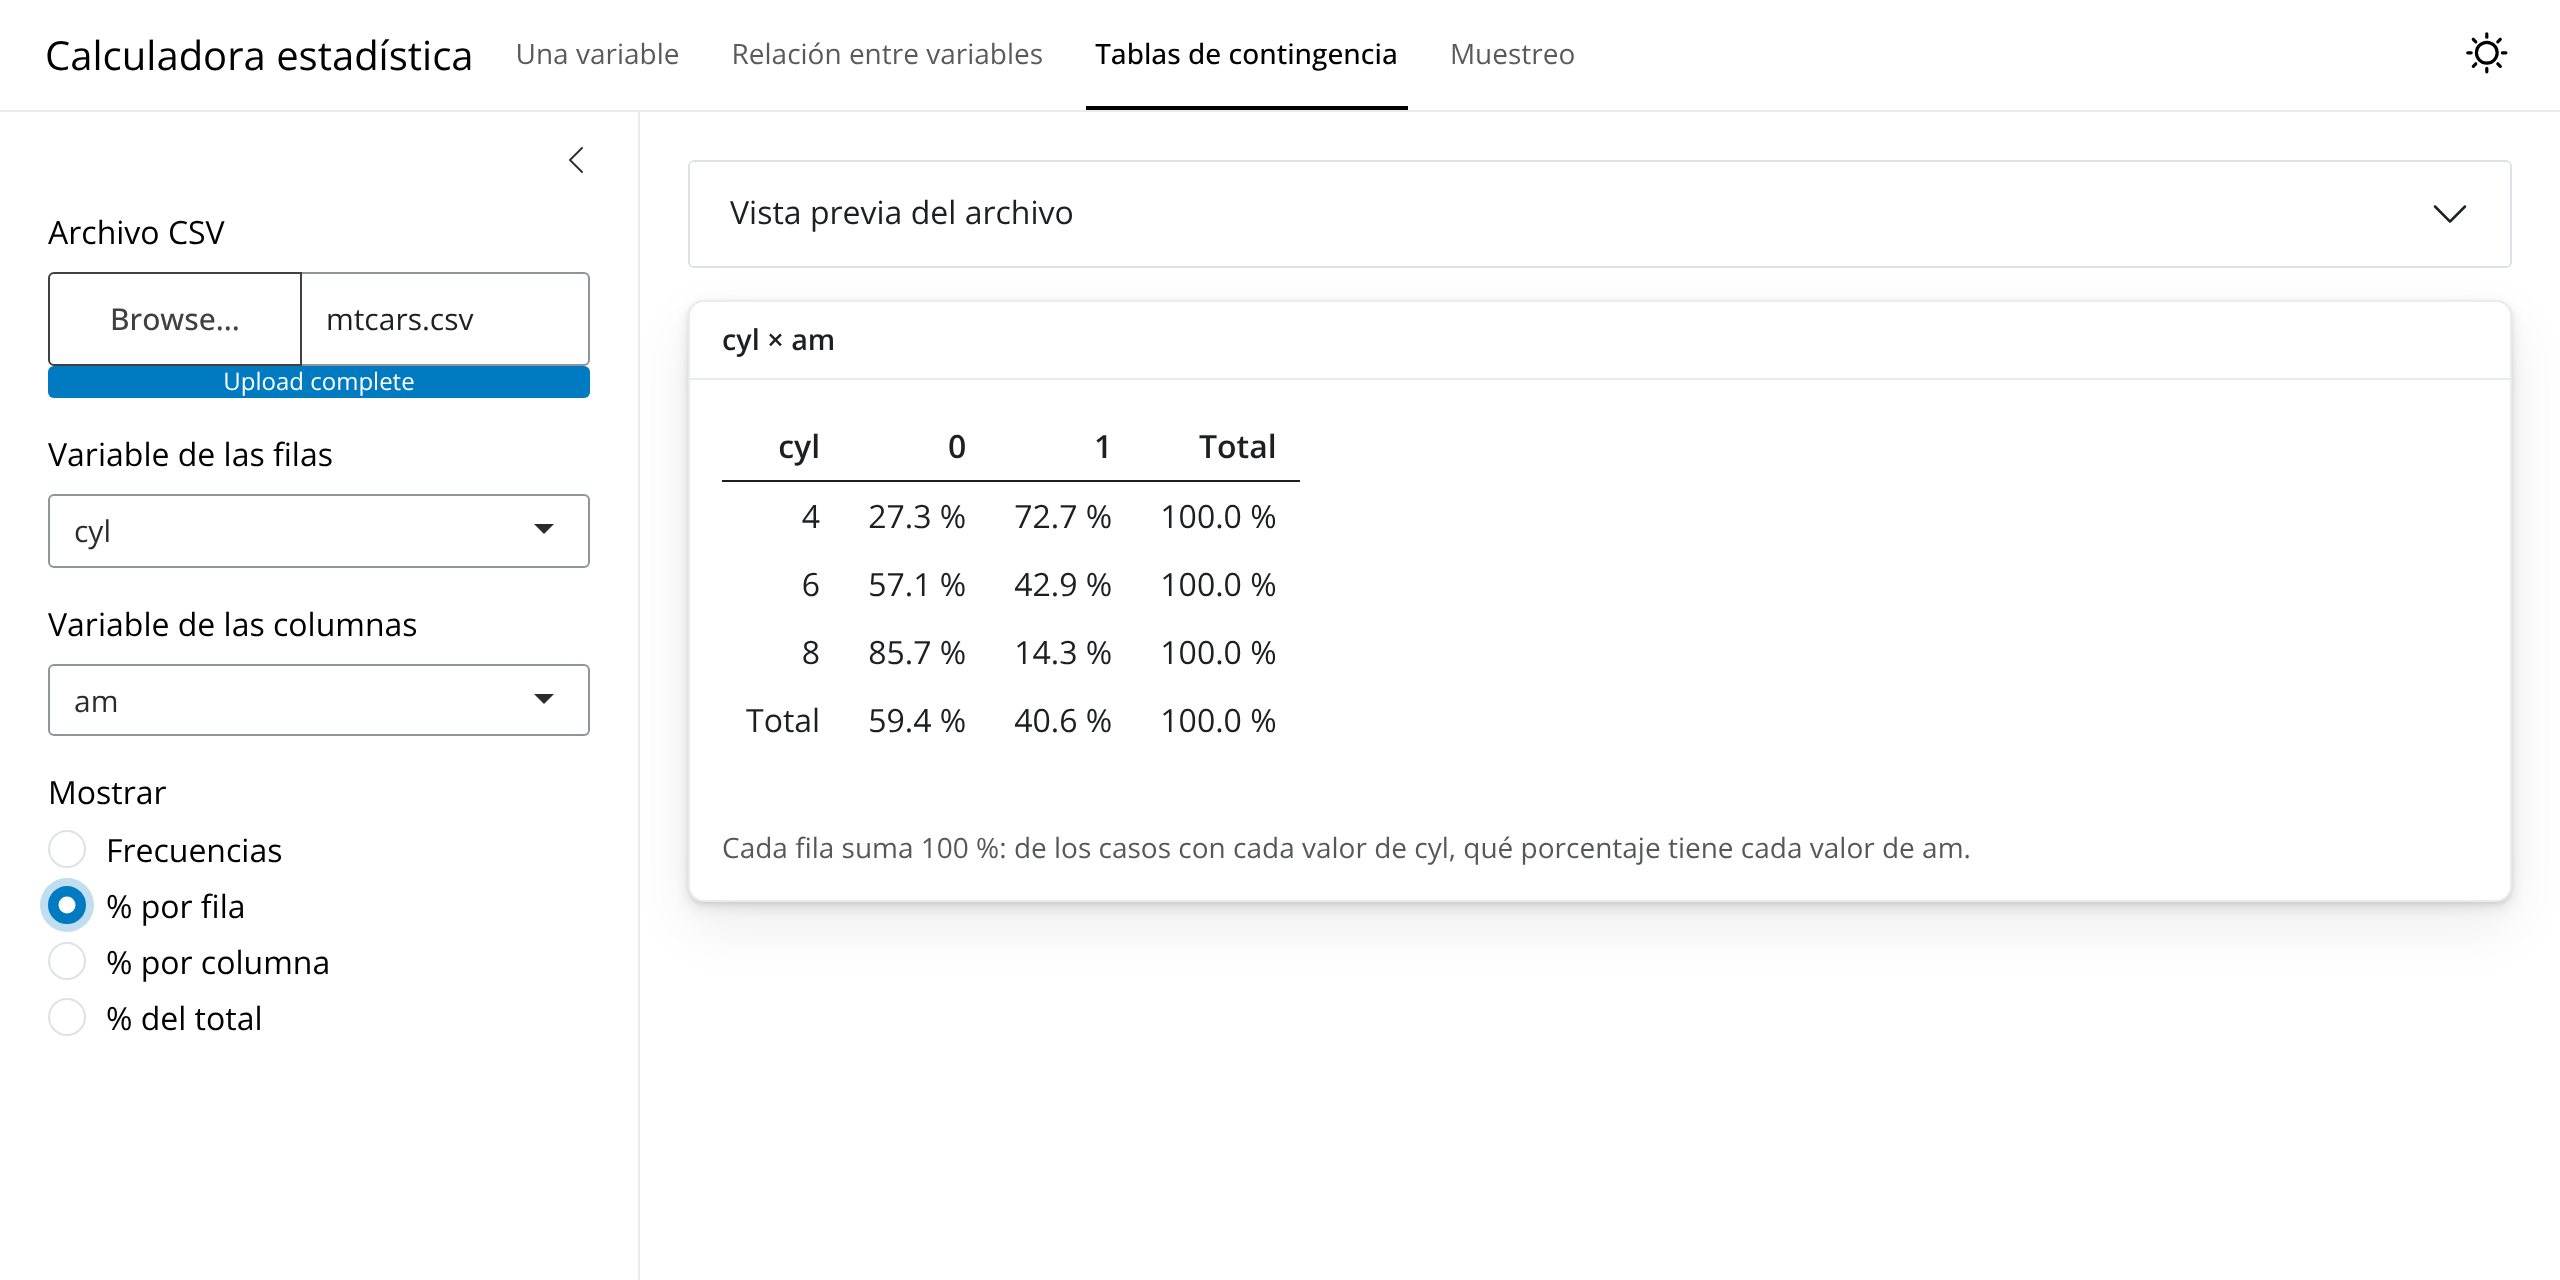 Calculadora estadística Una variable Relación entre variables Tablas de contingencia Muestreo
Archivo CSV
Browse... mtcars.csv
Upload complete
Variable de las filas
cyl
Variable de las columnas
am
Mostrar
Frecuencias
% por fila
% por columna
% del total
Vista previa del archivo
cyl × am
cyl 0 1 Total
4 27.3 % 72.7 % 100.0 %
6 57.1 % 42.9 % 100.0 %
8 85.7 % 14.3 % 100.0 %
Total 59.4 % 40.6 % 100.0 %
Cada fila suma 100 %: de los casos con cada valor de cyl, qué porcentaje tiene cada valor de am.